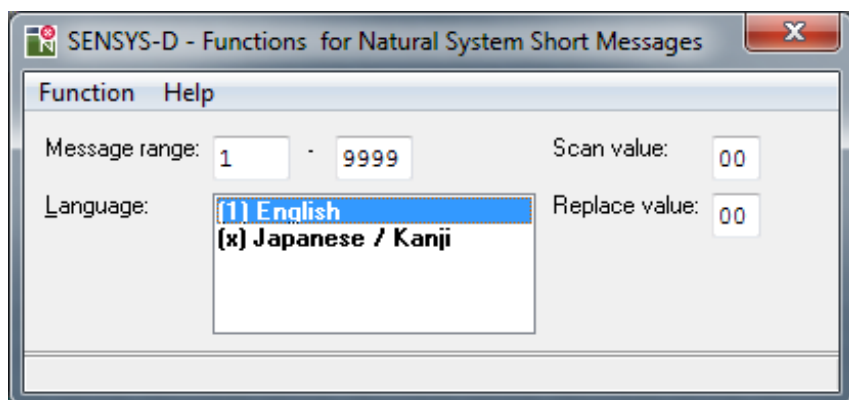 SENSYS-D - Functions  for Natural System Short Messages
Function Help
Message range: 1 - 9999 Scan value: 00
Language: (1) English Replace value: 00
(x) Japanese / Kanji